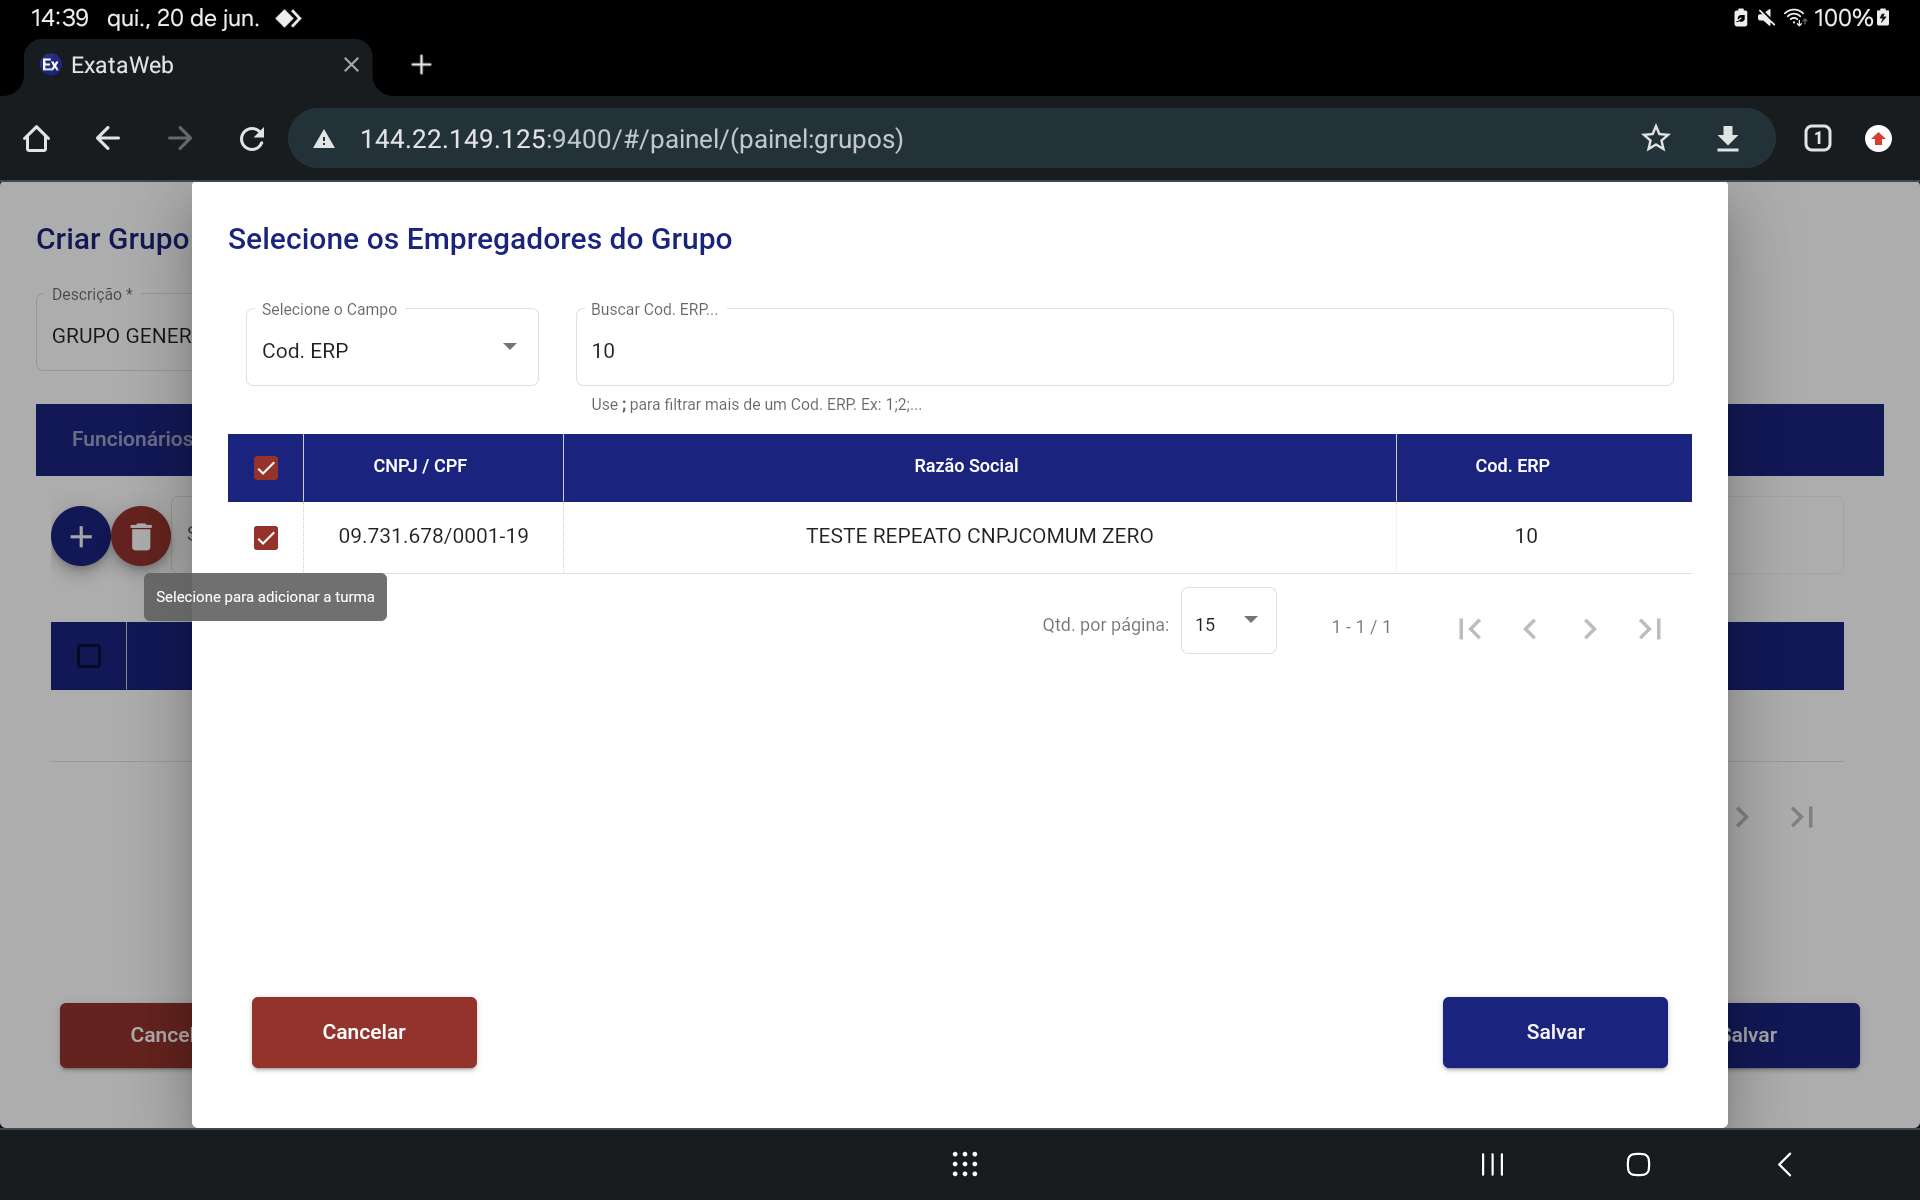 14:39 qui., 20 de jun. 100%
Ex ExataWeb
144.22.149.125:9400/#/painel/(painel:grupos) 1
Criar Grupo
Selecione os Empregadores do Grupo
Descrição *
GRUPO GENER
Selecione o Campo
Cod. ERP
Buscar Cod. ERP...
10
Use ; para filtrar mais de um Cod. ERP. Ex: 1;2;...
Funcionários
CNPJ / CPF Razão Social Cod. ERP
09.731.678/0001-19 TESTE REPEATO CNPJCOMUM ZERO 10
Selecione para adicionar a turma
Qtd. por página: 15 1 - 1 / 1
Cancel
Cancelar
Salvar
Salvar